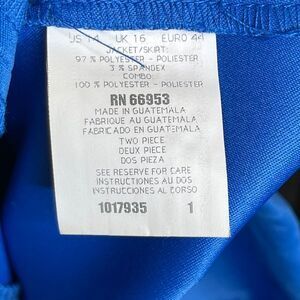 US 14 UK 16 EURO 44
JACKET/SKIRT:
97 % POLYESTER - POLIESTER
3 % SPANDEX
COMBO:
100 % POLYESTER - POLIESTER
RN 66953
MADE IN GUATEMALA
FABRIQUE AU GUATEMALA
FABRICADO EN GUATEMALA
TWO PIECE
DEUX PIECE
DOS PIEZA
SEE RESERVE FOR CARE
INSTRUCTIONES AU DOS
INSTRUCCIONES AL DORSO
1017935 1